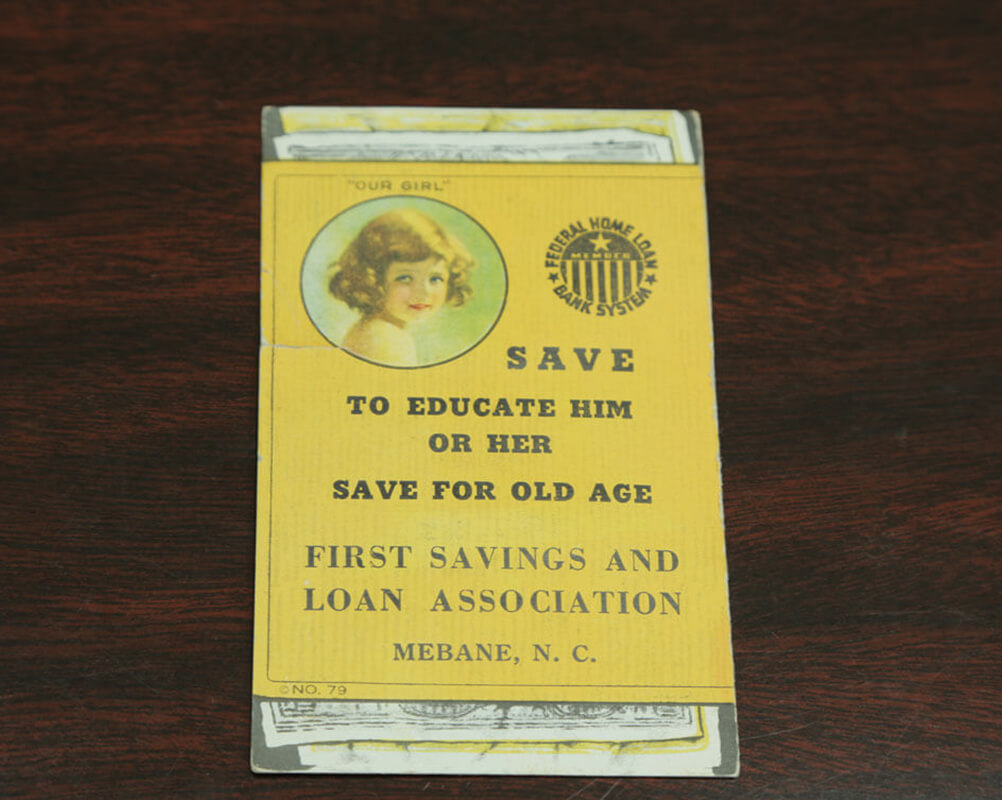 "OUR GIRL"
FEDERAL HOME LOAN
MEMBER
BANK SYSTEM
SAVE
TO EDUCATE HIM
OR HER
SAVE FOR OLD AGE
FIRST SAVINGS AND
LOAN ASSOCIATION
MEBANE, N. C.
©NO. 79